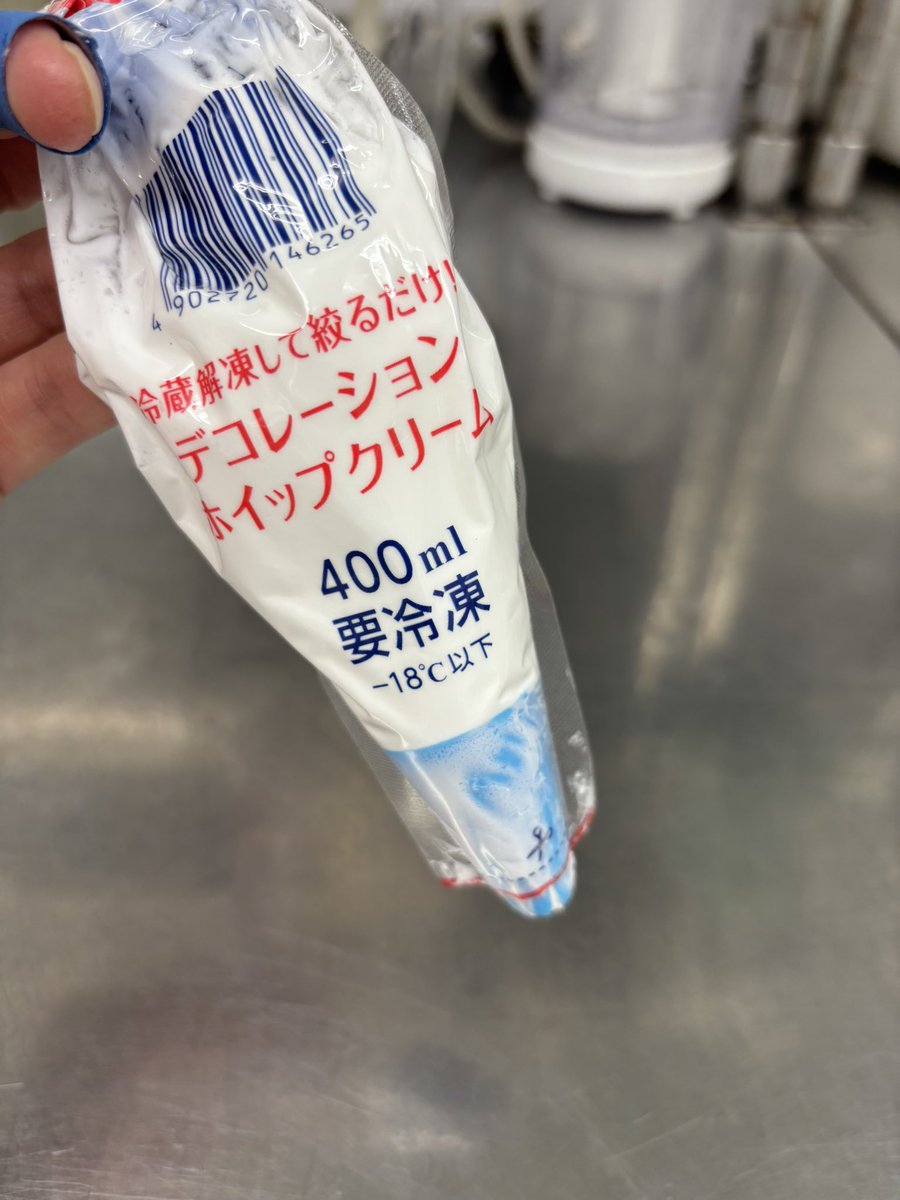 4 902720 146265
冷蔵解凍して絞るだけ!
デコレーション
ホイップクリーム
400ml
要冷凍
-18℃以下